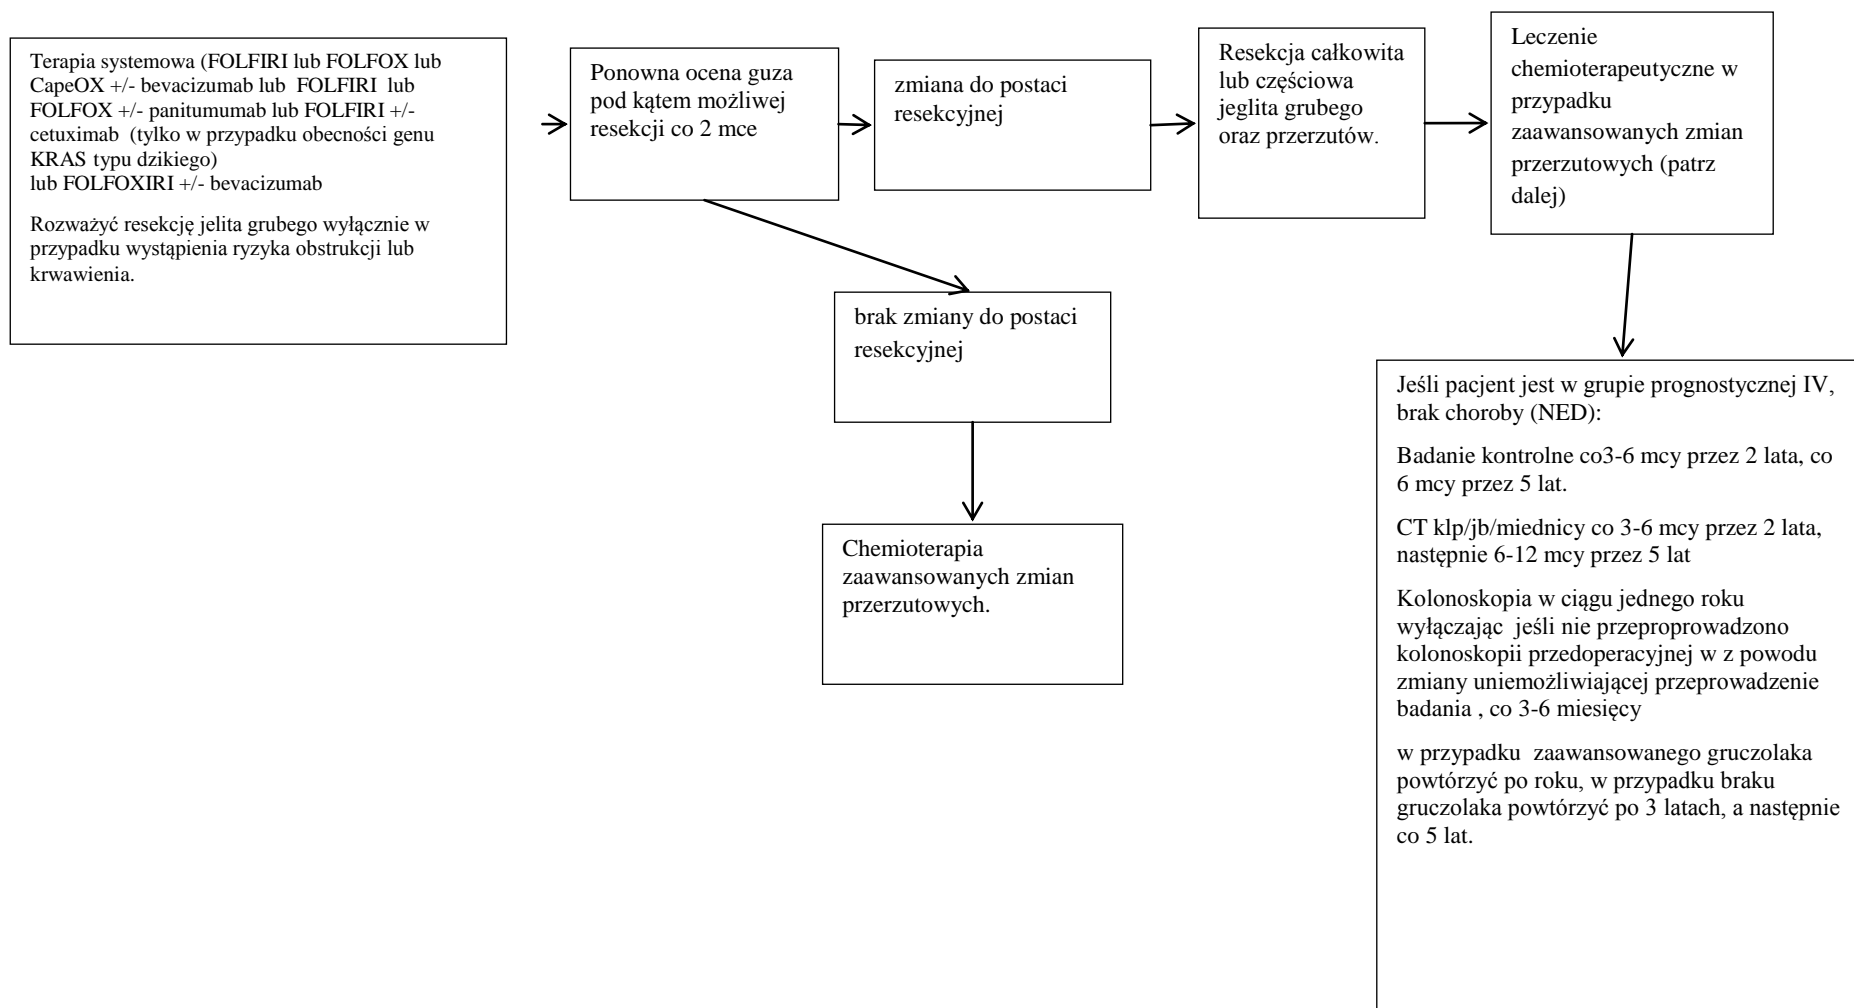 Terapia systemowa (FOLFIRI lub FOLFOX lub
CapeOX +/- bevacizumab lub  FOLFIRI  lub
FOLFOX +/- panitumumab lub FOLFIRI +/-
cetuximab  (tylko w przypadku obecności genu
KRAS typu dzikiego)
lub FOLFOXIRI +/- bevacizumab
Rozważyć resekcję jelita grubego wyłącznie w
przypadku wystąpienia ryzyka obstrukcji lub
krwawienia.
Ponowna ocena guza
pod kątem możliwej
resekcji co 2 mce
zmiana do postaci
resekcyjnej
Resekcja całkowita
lub częściowa
jeglita grubego
oraz przerzutów.
Leczenie
chemioterapeutyczne w
przypadku
zaawansowanych zmian
przerzutowych (patrz
dalej)
brak zmiany do postaci
resekcyjnej
Chemioterapia
zaawansowanych zmian
przerzutowych.
Jeśli pacjent jest w grupie prognostycznej IV,
brak choroby (NED):
Badanie kontrolne co3-6 mcy przez 2 lata, co
6 mcy przez 5 lat.
CT klp/jb/miednicy co 3-6 mcy przez 2 lata,
następnie 6-12 mcy przez 5 lat
Kolonoskopia w ciągu jednego roku
wyłączając  jeśli nie przeproprowadzono
kolonoskopii przedoperacyjnej w z powodu
zmiany uniemożliwiającej przeprowadzenie
badania , co 3-6 miesięcy
w przypadku  zaawansowanego gruczolaka
powtórzyć po roku, w przypadku braku
gruczolaka powtórzyć po 3 latach, a następnie
co 5 lat.